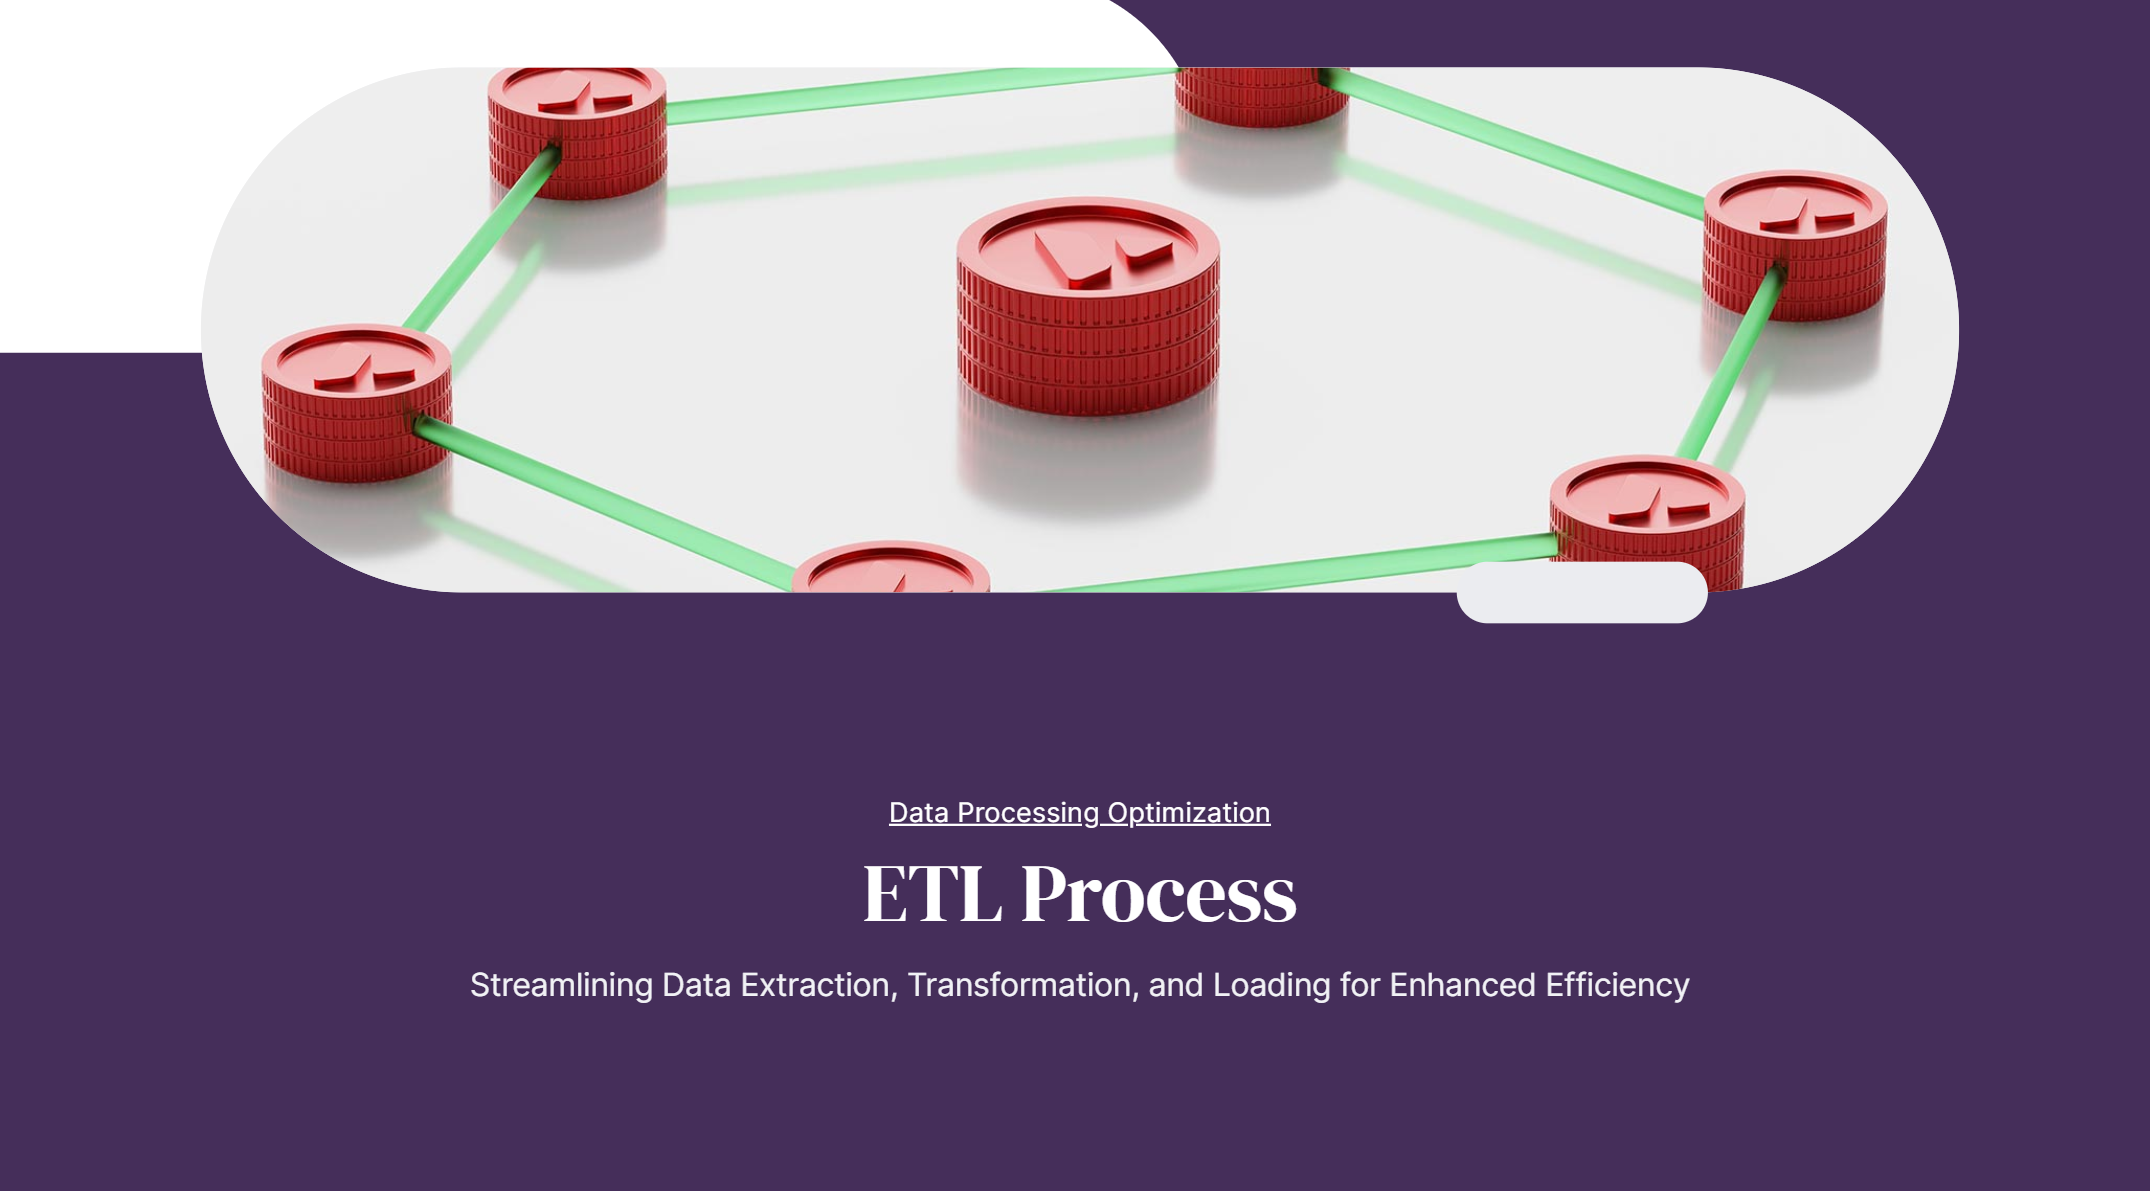 Data Processing Optimization
ETL Process
Streamlining Data Extraction, Transformation, and Loading for Enhanced Efficiency